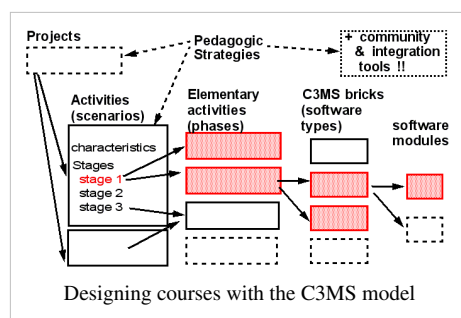 Projects
Pedagogic
Strategies
+ community
& integration
tools !!
Activities
(scenarios)
Elementary
activities
(phases)
C3MS bricks
(software
types)
software
modules
characteristics
Stages
stage 1
stage 2
stage 3
Designing courses with the C3MS model